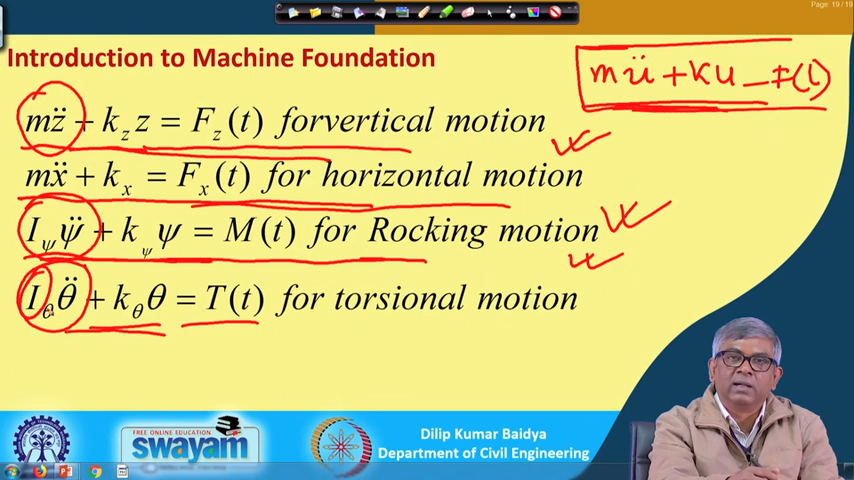 Page: 19 / 19
Introduction to Machine Foundation
mü + ku = F(t)
mz̈ + k_z z = F_z (t) forvertical motion
mẍ + k_x = F_x (t) for horizontal motion
I_ψ ψ̈ + k_ψ ψ = M(t) for Rocking motion
I_θ θ̈ + k_θ θ = T(t) for torsional motion
FREE ONLINE EDUCATION
swayam
Dilip Kumar Baidya
Department of Civil Engineering